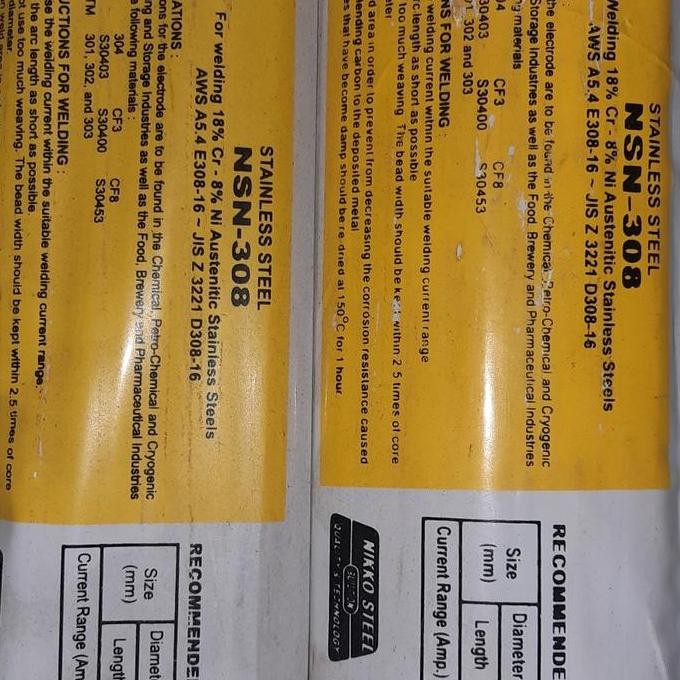 STAINLESS STEEL
NSN-308
Welding 18% Cr - 8% Ni Austenitic Stainless Steels
AWS A5.4 E308-16 ~ JIS Z 3221 D308-16
the electrode are to be found in the Chemical, Petro-Chemical and Cryogenic
Storage Industries as well as the Food, Brewery and Pharmaceutical Industries
materials
CF3 CF8
S30400 S30453
302 and 303
FOR WELDING :
welding current within the suitable welding current range
length as short as possible
too much weaving. The bead width should be kept within 2.5 times of core
area in order to prevent from decreasing the corrosion resistance caused
blending carbon to the deposited metal
that have become damp should be re dried at 150°C for 1 hour
RECOMMENDE
Size (mm) Diameter
Length
Current Range (Amp.)
NIKKO STEEL
QUALITY & TECHNOLOGY
STAINLESS STEEL
NSN-308
For welding 18% Cr - 8% Ni Austenitic Stainless Steels
AWS A5.4 E308-16 ~ JIS Z 3221 D308-16
ATIONS :
ons for the electrode are to be found in the Chemical, Petro-Chemical and Cryogenic
ng and Storage Industries as well as the Food, Brewery and Pharmaceutical Industries
following materials :
304 CF3 CF8
S30403 S30400 S30453
TM 301, 302, and 303
UCTIONS FOR WELDING :
se the welding current within the suitable welding current range.
the arc length as short as possible.
ot use too much weaving. The bead width should be kept within 2.5 times of core
diameter
RECOMMENDE
Size (mm) Diamet
Length
Current Range (Am